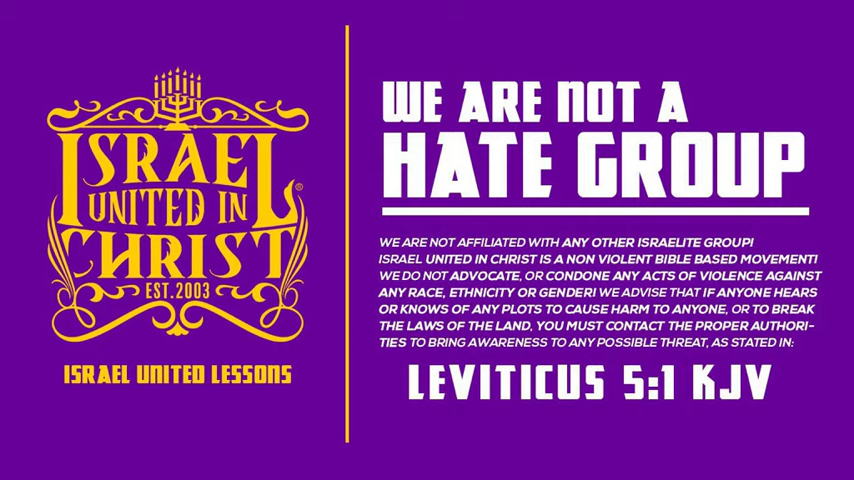 ISRAEL
UNITED IN
CHRIST
EST.2003
ISRAEL UNITED LESSONS
WE ARE NOT A
HATE GROUP
WE ARE NOT AFFILIATED WITH ANY OTHER ISRAELITE GROUP!
ISRAEL UNITED IN CHRIST IS A NON VIOLENT BIBLE BASED MOVEMENT!
WE DO NOT ADVOCATE, OR CONDONE ANY ACTS OF VIOLENCE AGAINST
ANY RACE, ETHNICITY OR GENDER! WE ADVISE THAT IF ANYONE HEARS
OR KNOWS OF ANY PLOTS TO CAUSE HARM TO ANYONE, OR TO BREAK
THE LAWS OF THE LAND, YOU MUST CONTACT THE PROPER AUTHORI-
TIES TO BRING AWARENESS TO ANY POSSIBLE THREAT, AS STATED IN:
LEVITICUS 5:1 KJV